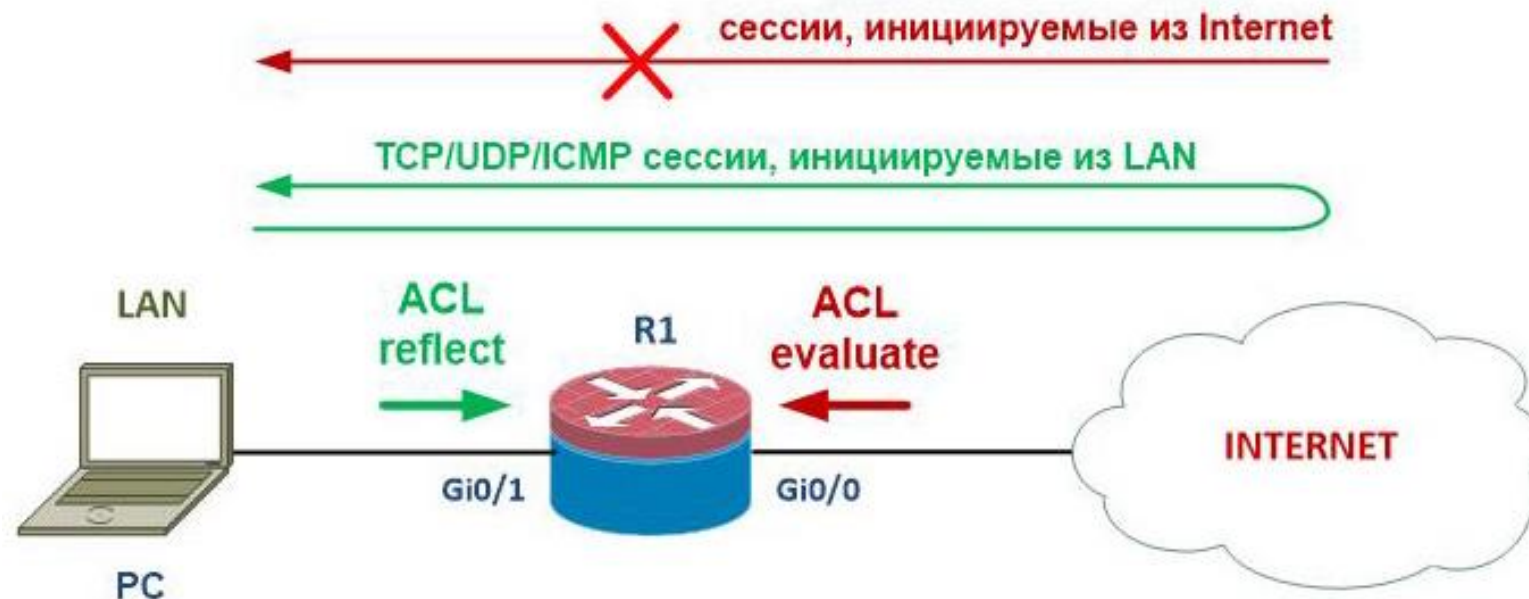 сессии, инициируемые из Internet
TCP/UDP/ICMP сессии, инициируемые из LAN
LAN
ACL
reflect
R1
ACL
evaluate
INTERNET
Gi0/1
Gi0/0
PC